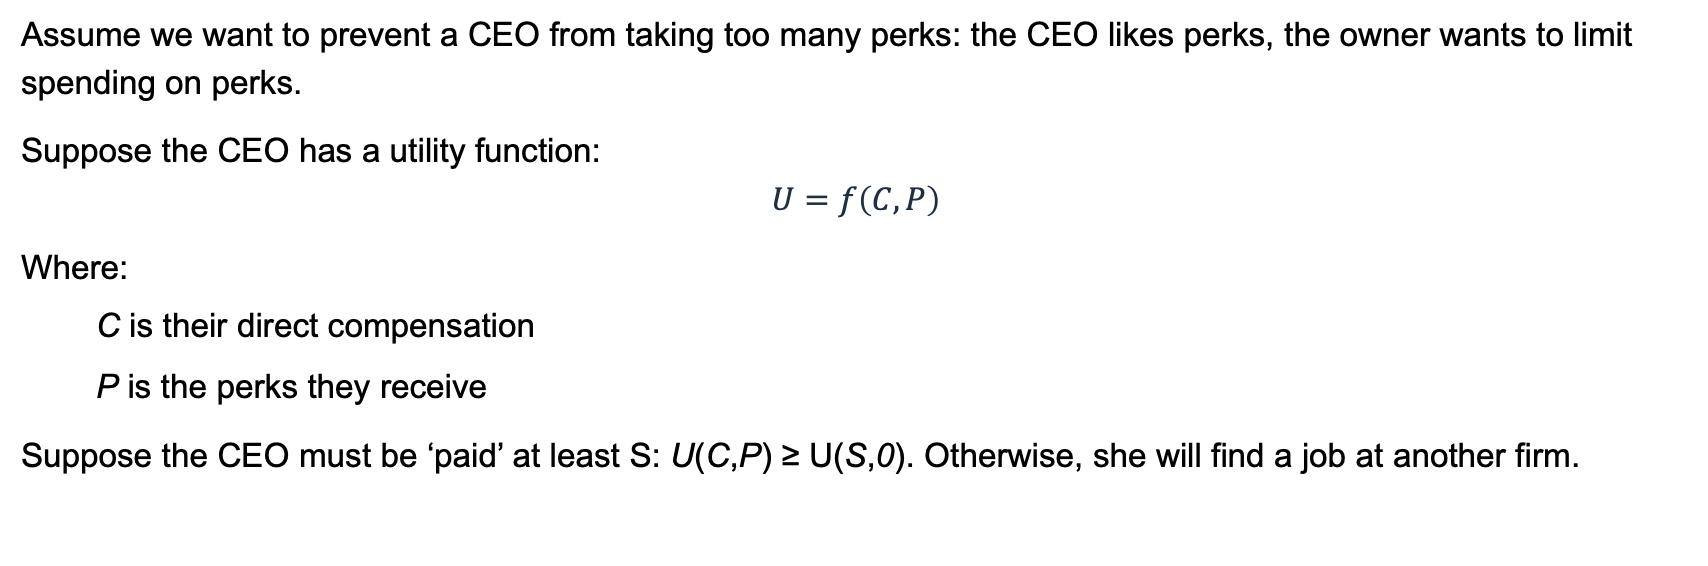 Assume we want to prevent a CEO from taking too many perks: the CEO likes perks, the owner wants to limit
spending on perks.
Suppose the CEO has a utility function:
U = f(C, P)
Where:
C is their direct compensation
P is the perks they receive
Suppose the CEO must be ‘paid’ at least S: U(C,P) ≥ U(S,0). Otherwise, she will find a job at another firm.